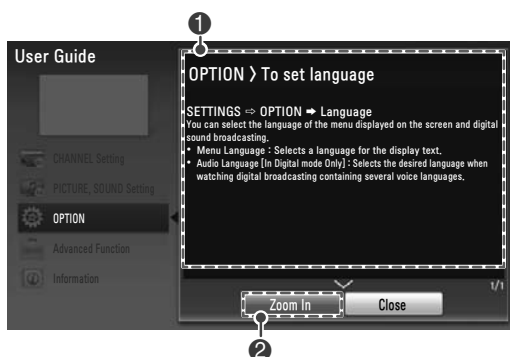 ❶
User Guide
OPTION 〉 To set language
SETTINGS ⇨ OPTION ➡ Language
You can select the language of the menu displayed on the screen and digital
sound broadcasting.
• Menu Language : Selects a language for the display text.
• Audio Language [In Digital mode Only] : Selects the desired language when
watching digital broadcasting containing several voice languages.
CHANNEL Setting
PICTURE, SOUND Setting
OPTION
Advanced Function
Information
1/1
Zoom In
Close
❷